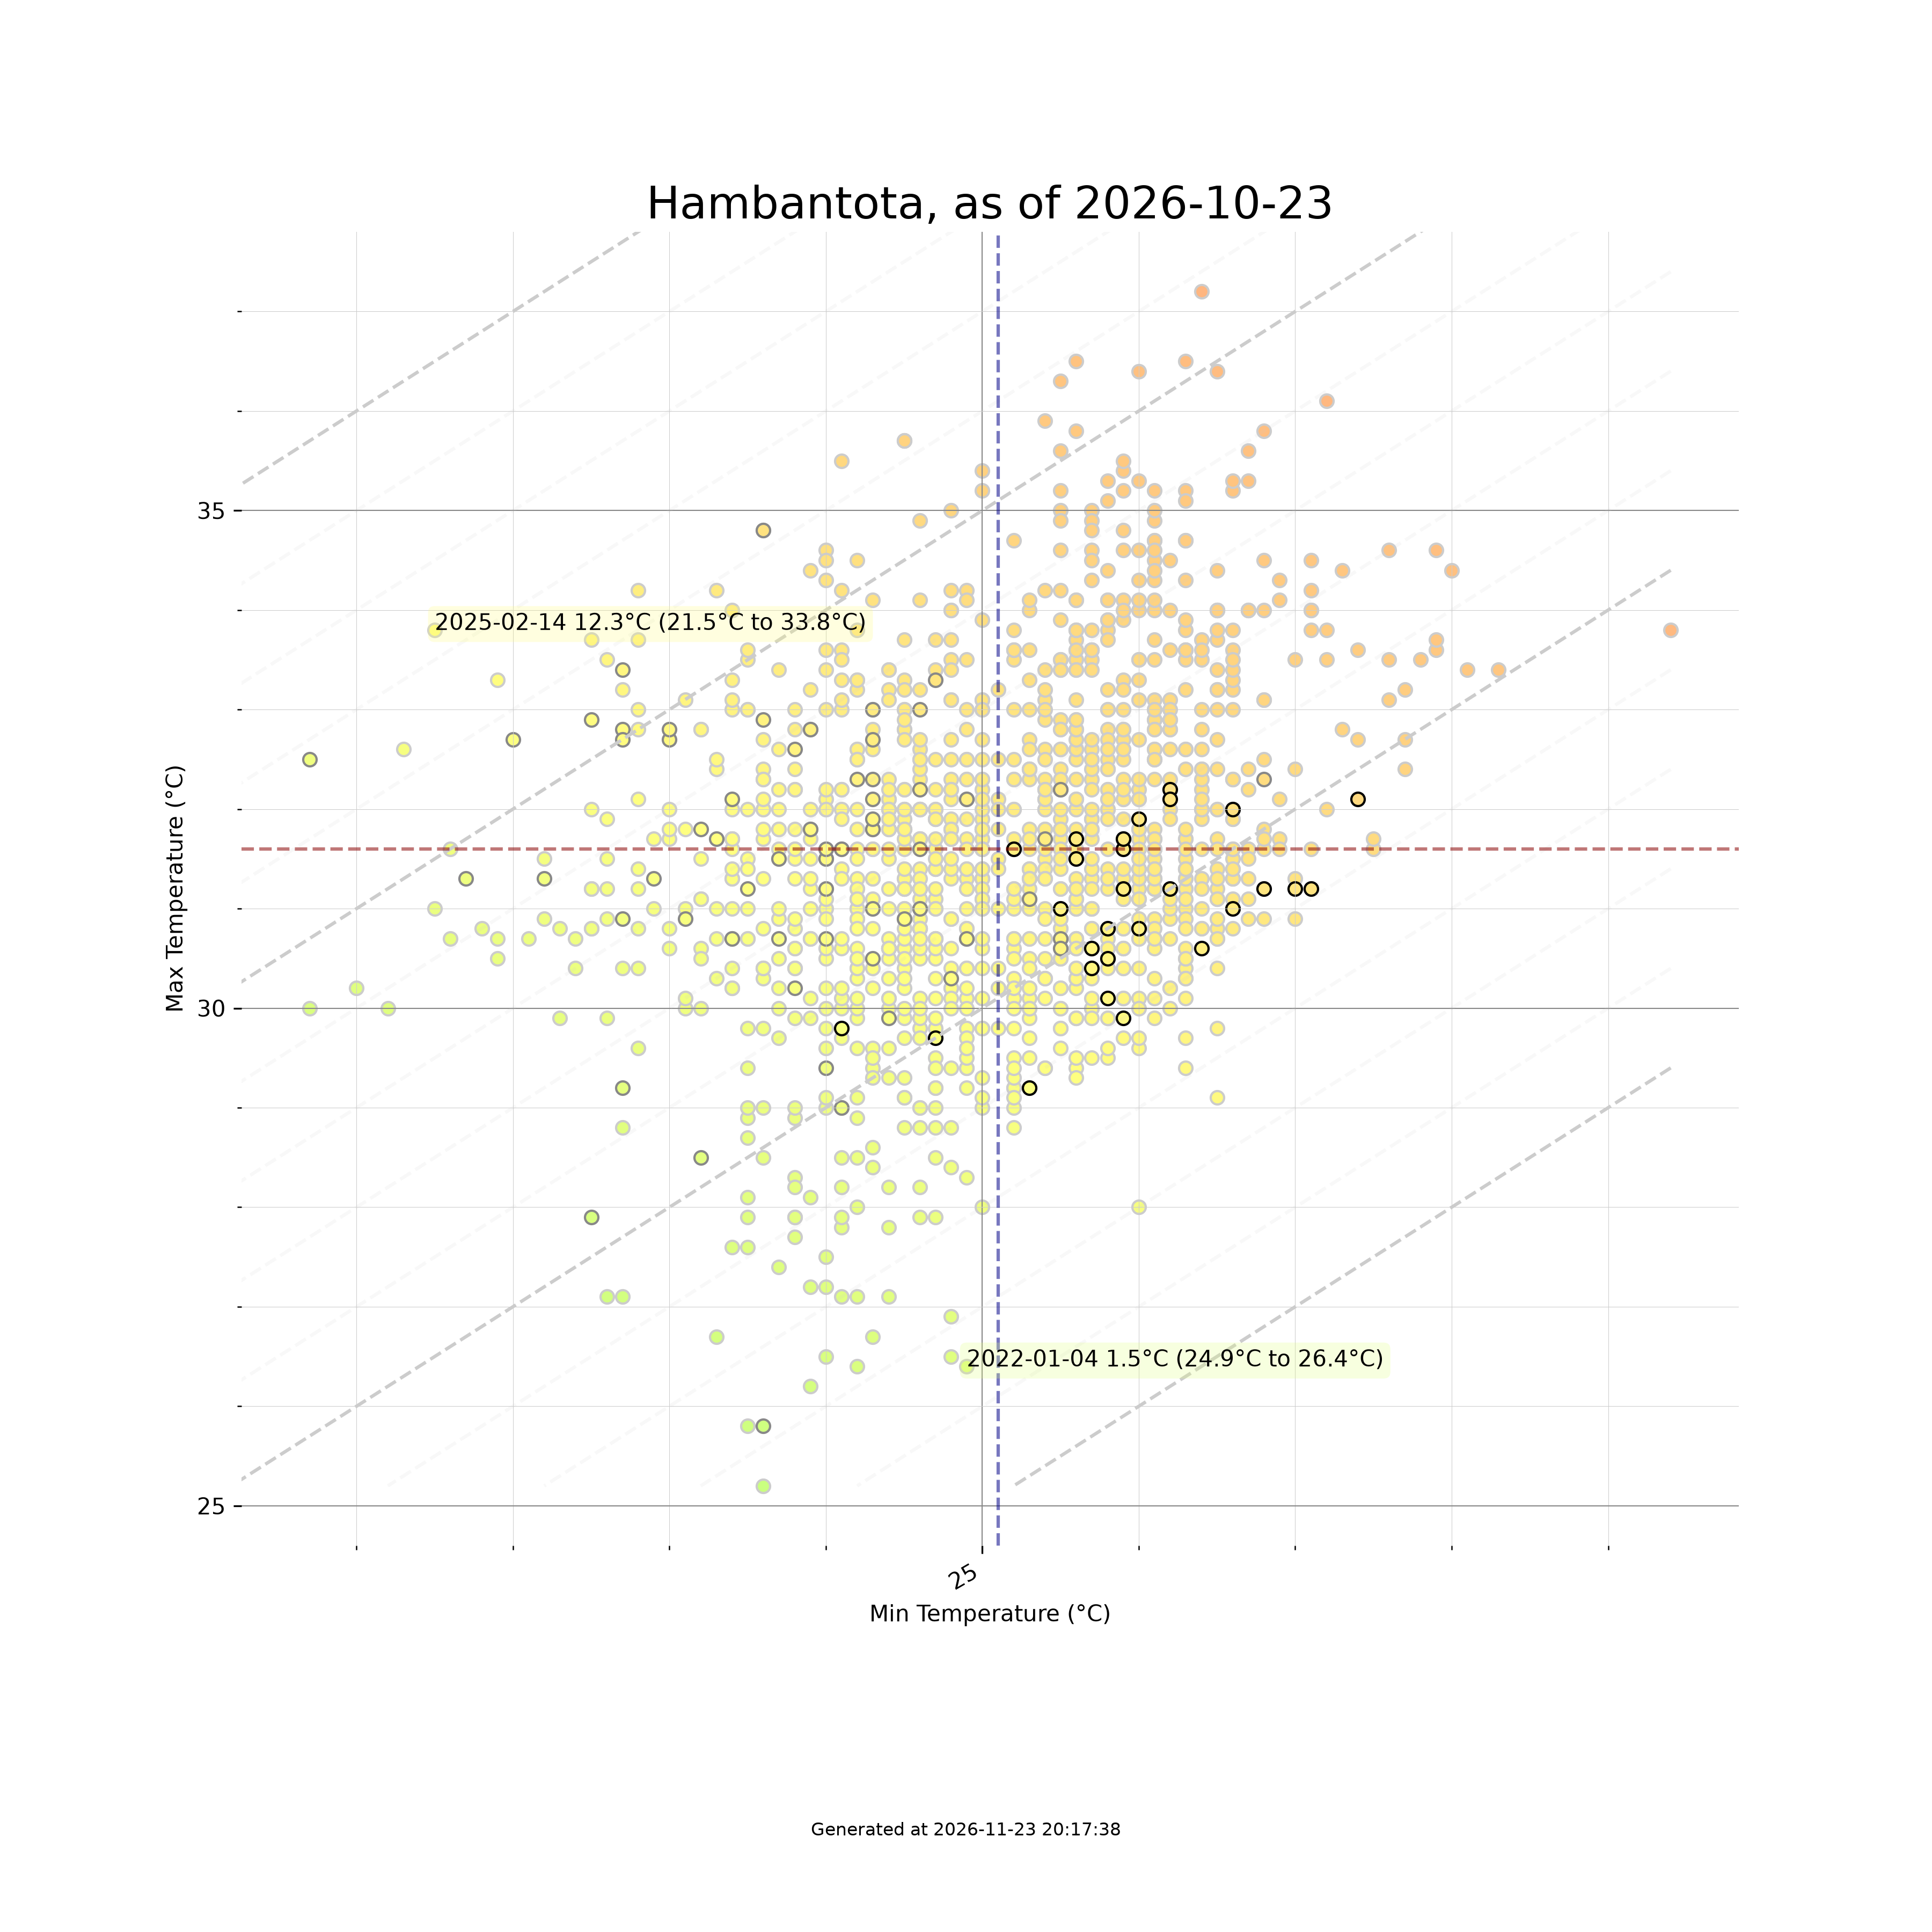 Hambantota, as of 2026-10-23
Max Temperature (°C)
35
30
25
2025-02-14 12.3°C (21.5°C to 33.8°C)
2022-01-04 1.5°C (24.9°C to 26.4°C)
25
Min Temperature (°C)
Generated at 2026-11-23 20:17:38